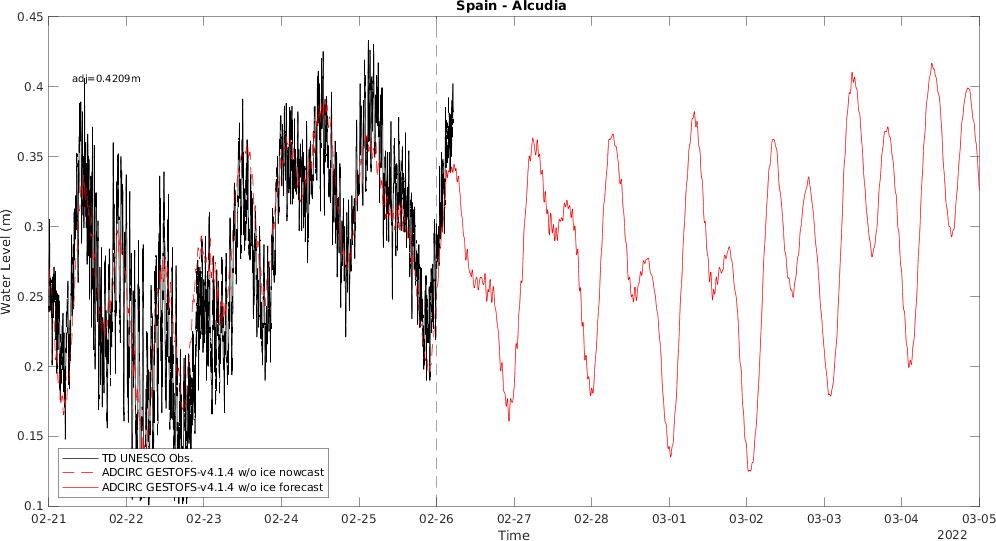 Spain - Alcudia
0.45
0.4
0.35
0.3
0.25
0.2
0.15
0.1
Water Level (m)
adj=0.4209m
TD UNESCO Obs.
ADCIRC GESTOFS-v4.1.4 w/o ice nowcast
ADCIRC GESTOFS-v4.1.4 w/o ice forecast
02-21 02-22 02-23 02-24 02-25 02-26 02-27 02-28 03-01 03-02 03-03 03-04 03-05
Time
2022